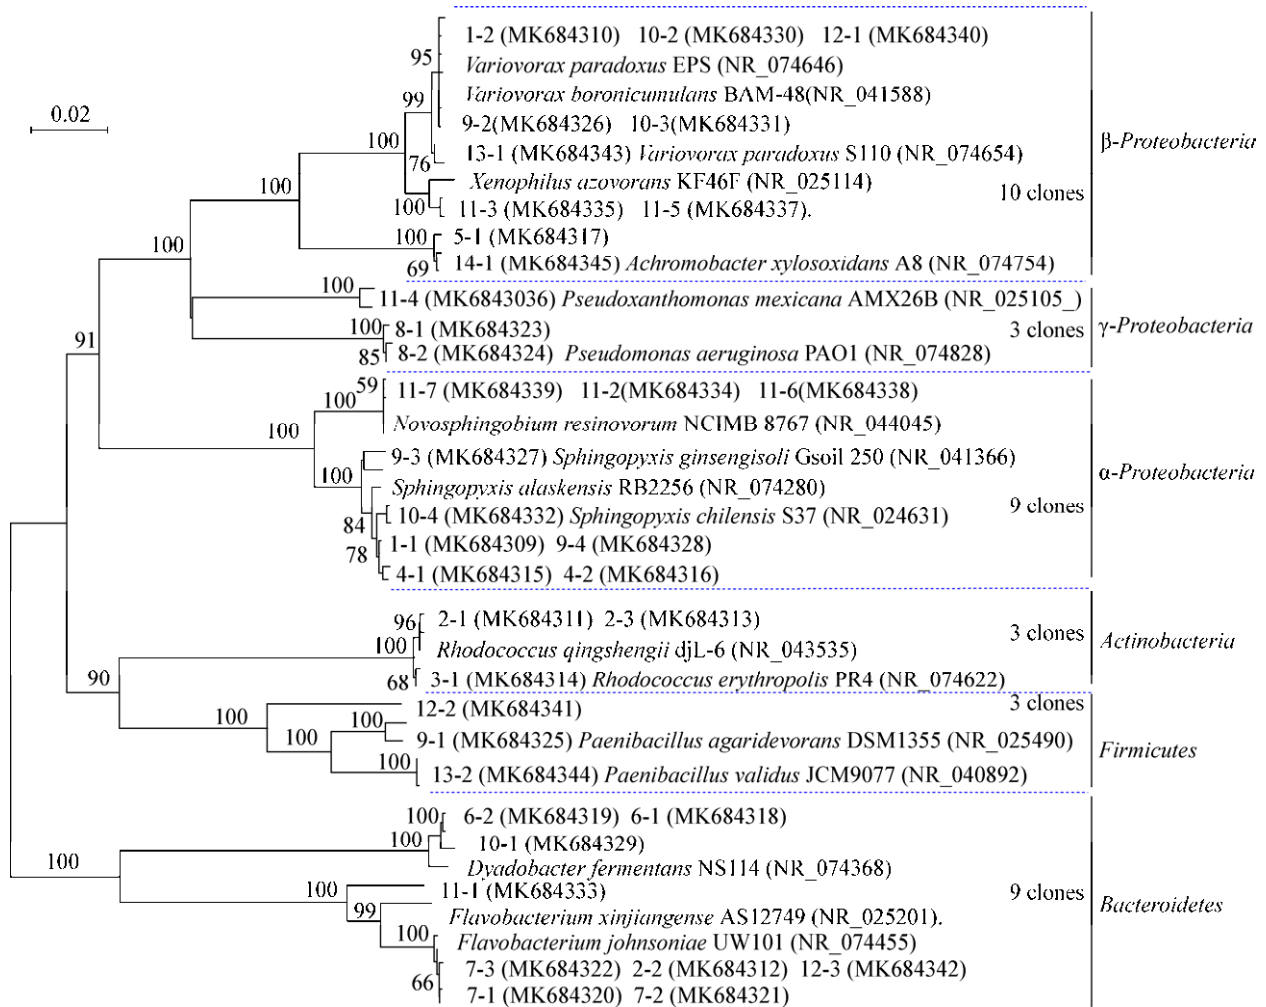 95
1-2 (MK684310) 10-2 (MK684330) 12-1 (MK684340)
Variovorax paradoxus EPS (NR_074646)
0.02
99
Variovorax boronicumulans BAM-48(NR_041588)
9-2(MK684326) 10-3(MK684331)
100
76
13-1 (MK684343) Variovorax paradoxus S110 (NR_074654)
β-Proteobacteria
100
Xenophilus azovorans KF46F (NR_025114)
10 clones
100
11-3 (MK684335) 11-5 (MK684337).
100
100
5-1 (MK684317)
69
14-1 (MK684345) Achromobacter xylosoxidans A8 (NR_074754)
100
11-4 (MK6843036) Pseudoxanthomonas mexicana AMX26B (NR_025105_)
91
100
8-1 (MK684323)
3 clones
γ-Proteobacteria
85
8-2 (MK684324) Pseudomonas aeruginosa PAO1 (NR_074828)
59
11-7 (MK684339) 11-2(MK684334) 11-6(MK684338)
100
100
Novosphingobium resinovorum NCIMB 8767 (NR_044045)
9-3 (MK684327) Sphingopyxis ginsengisoli Gsoil 250 (NR_041366)
100
α-Proteobacteria
Sphingopyxis alaskensis RB2256 (NR_074280)
9 clones
84
10-4 (MK684332) Sphingopyxis chilensis S37 (NR_024631)
78
1-1 (MK684309) 9-4 (MK684328)
4-1 (MK684315) 4-2 (MK684316)
96
2-1 (MK684311) 2-3 (MK684313)
3 clones
Actinobacteria
100
Rhodococcus qingshengii djL-6 (NR_043535)
90
68
3-1 (MK684314) Rhodococcus erythropolis PR4 (NR_074622)
3 clones
12-2 (MK684341)
100
100
100
9-1 (MK684325) Paenibacillus agaridevorans DSM1355 (NR_025490)
Firmicutes
100
13-2 (MK684344) Paenibacillus validus JCM9077 (NR_040892)
100
6-2 (MK684319) 6-1 (MK684318)
100
10-1 (MK684329)
100
Dyadobacter fermentans NS114 (NR_074368)
100
11-1 (MK684333)
9 clones
Bacteroidetes
99
Flavobacterium xinjiangense AS12749 (NR_025201).
100
Flavobacterium johnsoniae UW101 (NR_074455)
66
7-3 (MK684322) 2-2 (MK684312) 12-3 (MK684342)
7-1 (MK684320) 7-2 (MK684321)